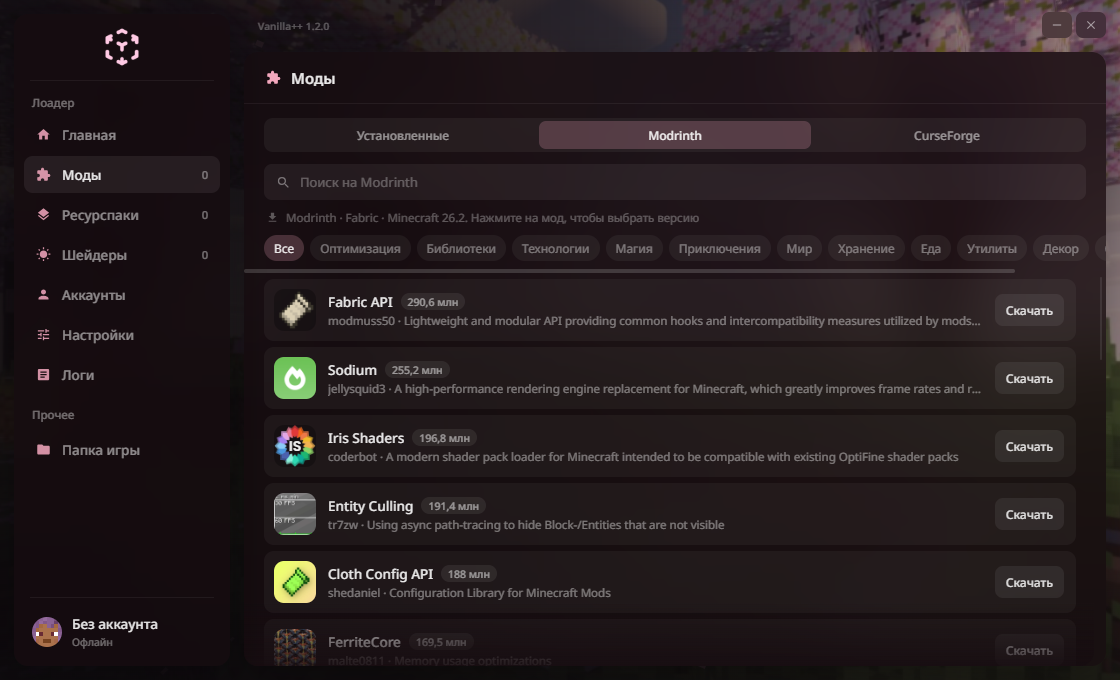 Vanilla++ 1.2.0
Лоадер
Главная
Моды 0
Ресурспаки 0
Шейдеры 0
Аккаунты
Настройки
Логи
Прочее
Папка игры
Без аккаунта
Офлайн
Моды
Установленные Modrinth CurseForge
Поиск на Modrinth
Modrinth · Fabric · Minecraft 26.2. Нажмите на мод, чтобы выбрать версию
Все Оптимизация Библиотеки Технологии Магия Приключения Мир Хранение Еда Утилиты Декор
Fabric API 290,6 млн
modmuss50 · Lightweight and modular API providing common hooks and intercompatibility measures utilized by mods...
Скачать
Sodium 255,2 млн
jellysquid3 · A high-performance rendering engine replacement for Minecraft, which greatly improves frame rates and r...
Скачать
IS
Iris Shaders 196,8 млн
coderbot · A modern shader pack loader for Minecraft intended to be compatible with existing OptiFine shader packs
Скачать
Entity Culling 191,4 млн
tr7zw · Using async path-tracing to hide Block-/Entities that are not visible
Скачать
Cloth Config API 188 млн
shedaniel · Configuration Library for Minecraft Mods
Скачать
FerriteCore 169,5 млн
malte0811 · Memory usage optimizations
Скачать